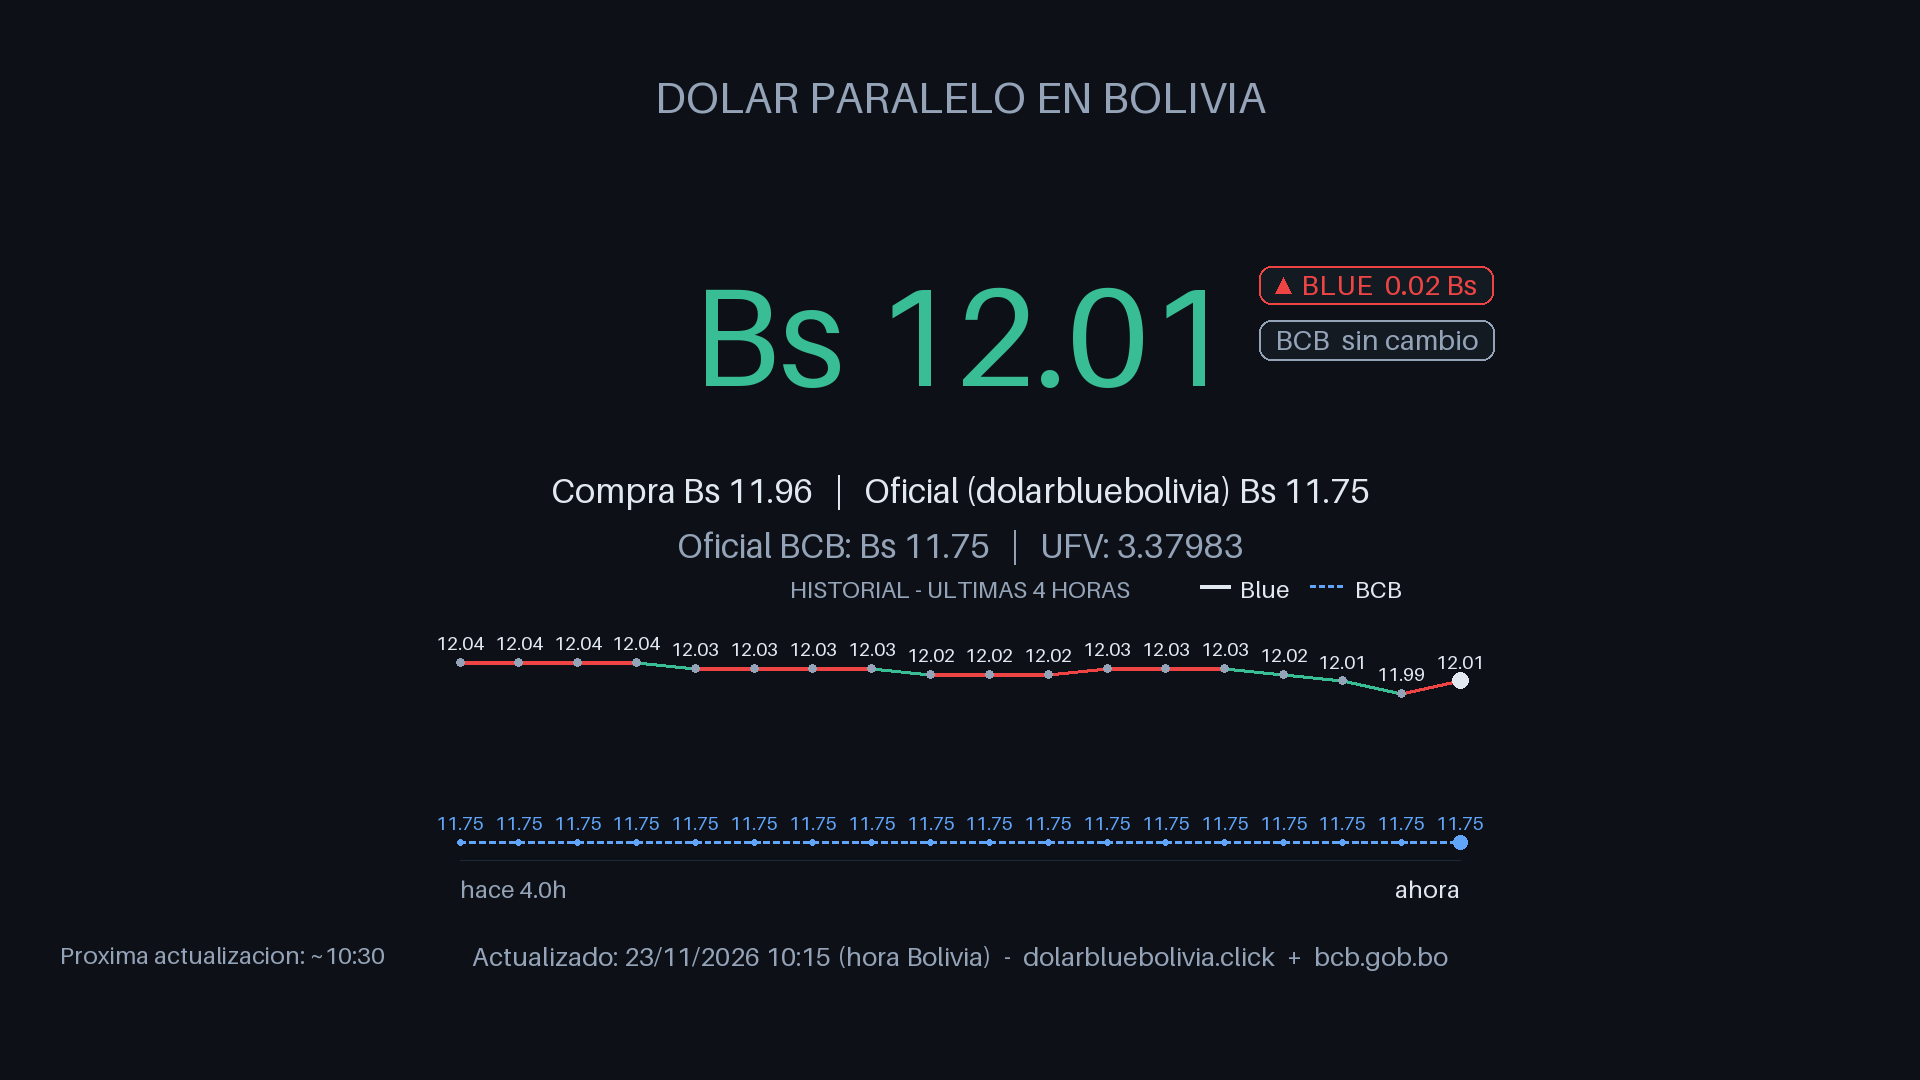 DOLAR PARALELO EN BOLIVIA
Bs 12.01
▲ BLUE 0.02 Bs
BCB sin cambio
Compra Bs 11.96 | Oficial (dolarbluebolivia) Bs 11.75
Oficial BCB: Bs 11.75 | UFV: 3.37983
HISTORIAL - ULTIMAS 4 HORAS Blue BCB
12.04 12.04 12.04 12.04 12.03 12.03 12.03 12.03 12.02 12.02 12.02 12.03 12.03 12.03 12.02 12.01 11.99 12.01
11.75 11.75 11.75 11.75 11.75 11.75 11.75 11.75 11.75 11.75 11.75 11.75 11.75 11.75 11.75 11.75 11.75 11.75
hace 4.0h ahora
Proxima actualizacion: ~10:30 Actualizado: 23/11/2026 10:15 (hora Bolivia) - dolarbluebolivia.click + bcb.gob.bo